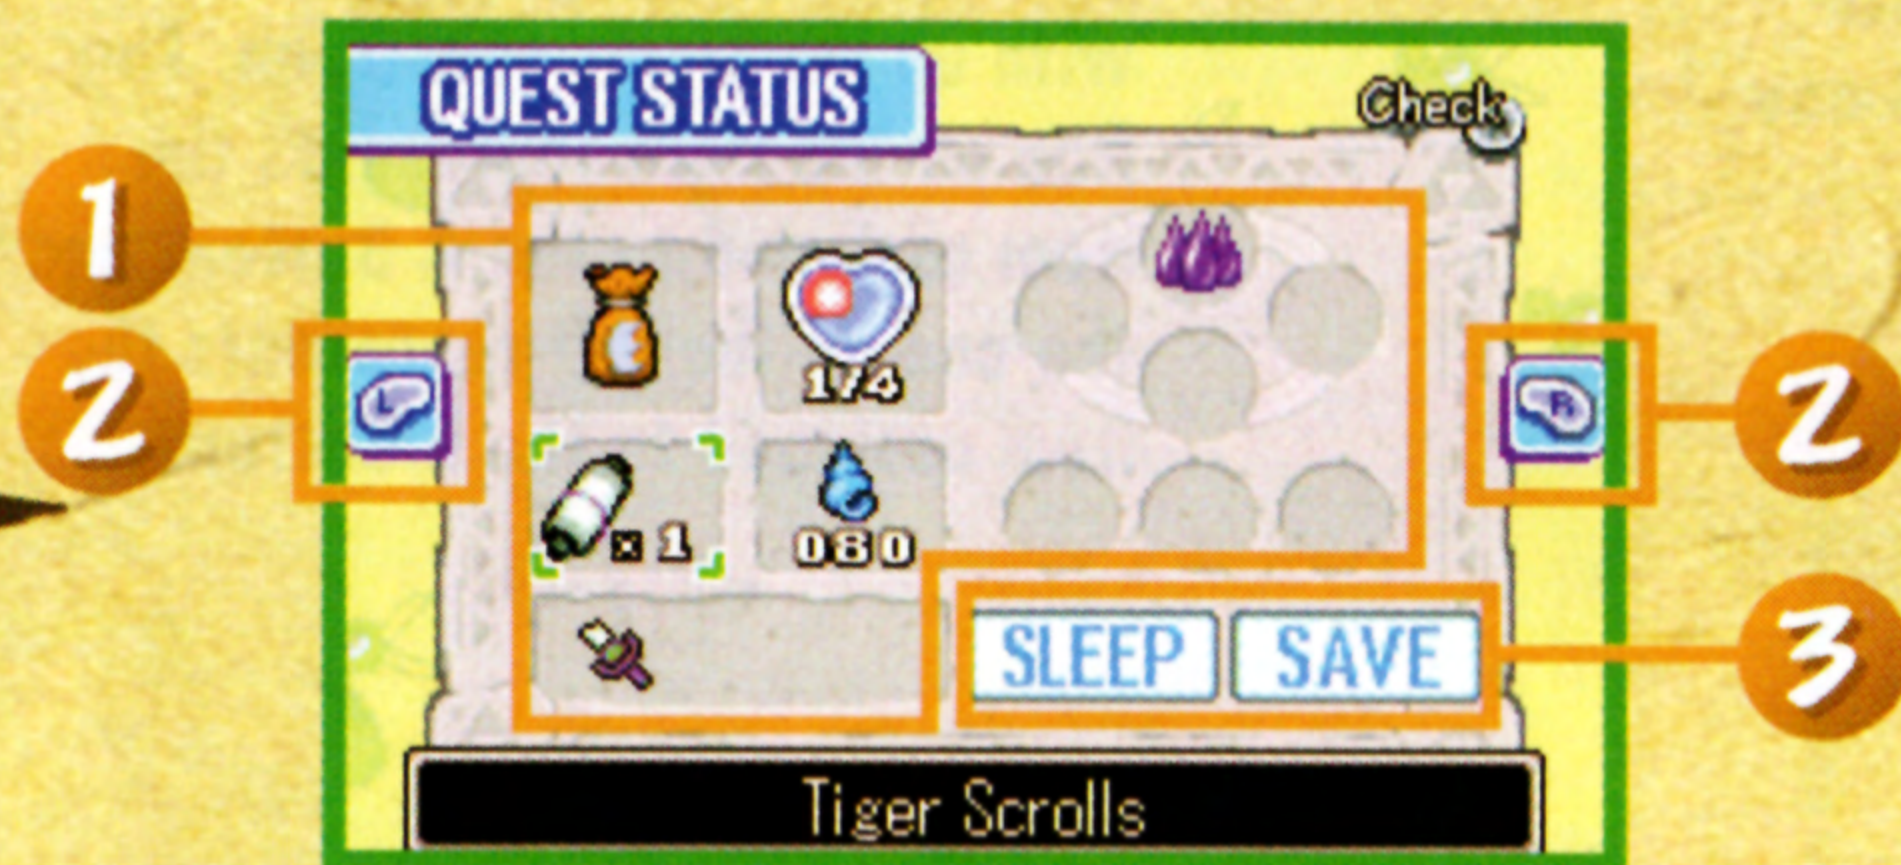 QUEST STATUS
Check
1
1/4
2
L
R
2
x 1
080
SLEEP
SAVE
3
Tiger Scrolls